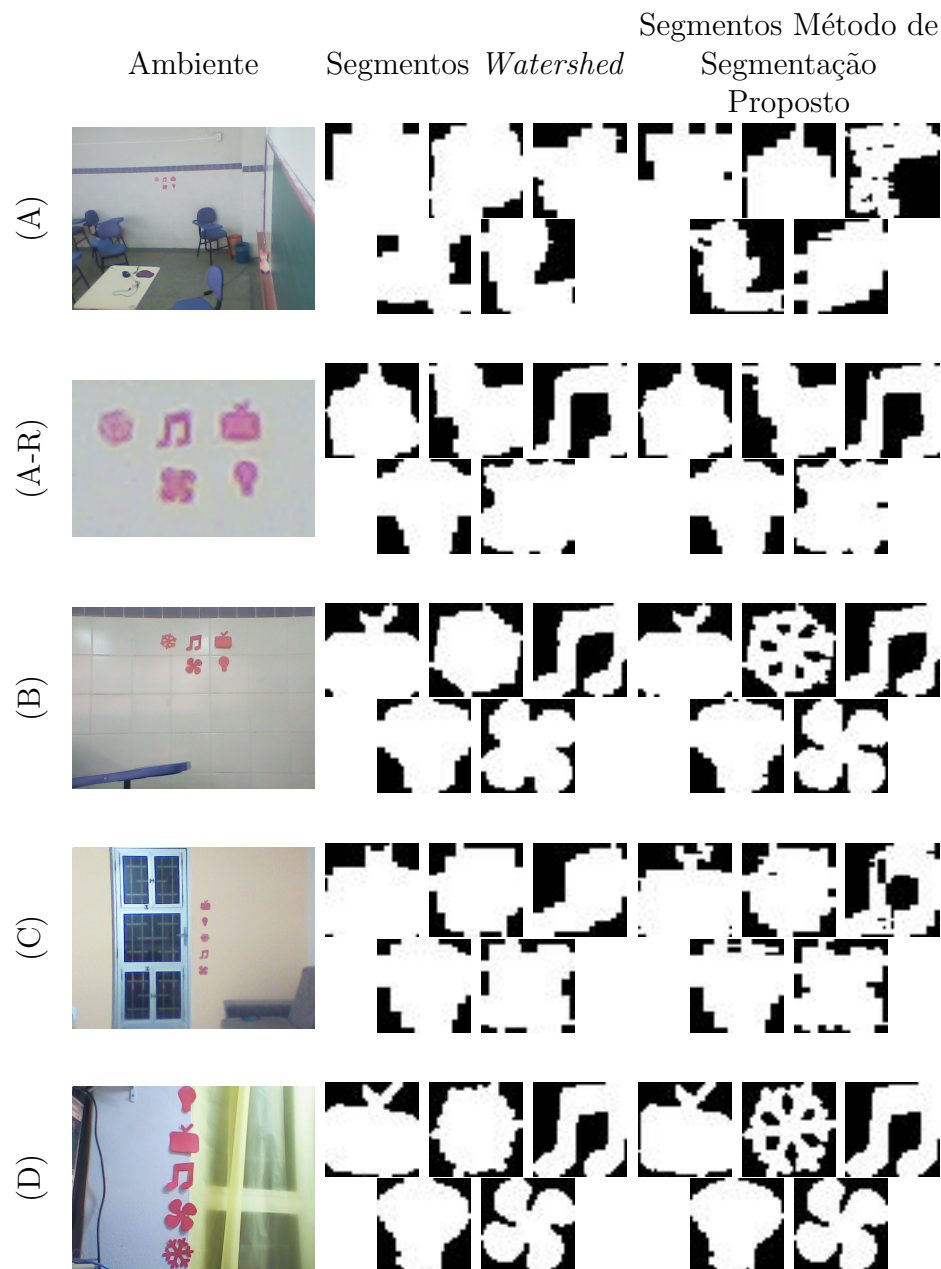 Ambiente
Segmentos Watershed
Segmentos Método de
Segmentação
Proposto
(A)
(A-R)
(B)
(C)
(D)